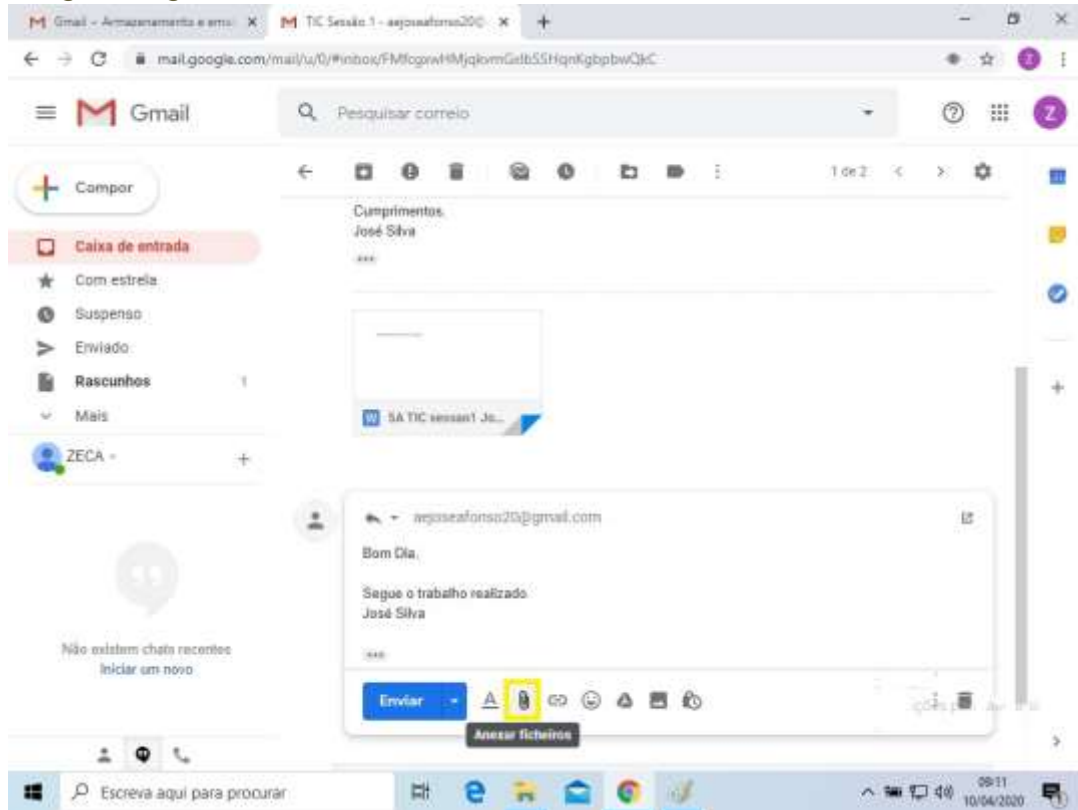 Gmail - Armazenamento e ema
TIC Sessão 1 - aejoseafonso20@
mail.google.com/mail/u/0/#inbox/
Gmail
Pesquisar correio
Z
Compor
1 de 2
Caixa de entrada
Com estrela
Suspenso
Enviado
Rascunhos 1
Mais
ZECA
Cumprimentos,
José Silva
SA TIC sessao1 Jo...
aejoseafonso20@gmail.com
Bom Dia,
Segue o trabalho realizado
José Silva
Não existem chats recentes
Iniciar um novo
Enviar
Anexar ficheiros
Escreva aqui para procurar
09:11
10/04/2020